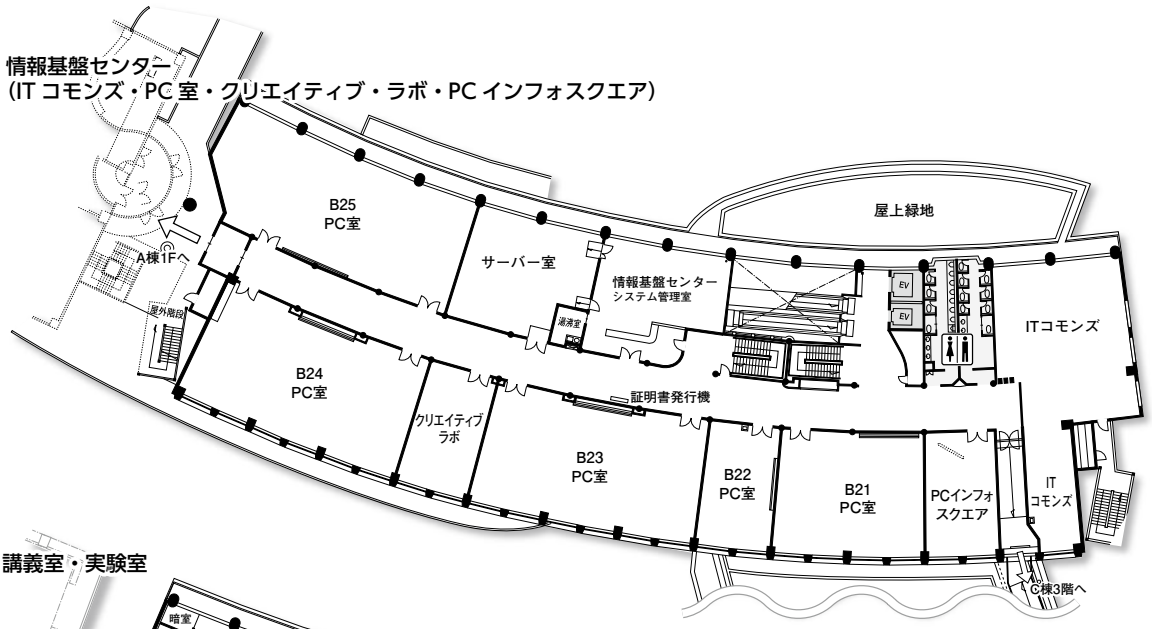 情報基盤センター
（IT コモンズ・PC 室・クリエイティブ・ラボ・PC インフォスクエア）
B25
PC室
屋上緑地
サーバー室
情報基盤センター
システム管理室
A棟1Fへ
EV
EV
湯沸室
ITコモンズ
屋外階段
B24
PC室
証明書発行機
クリエイティブ
ラボ
B23
PC室
B22
PC室
B21
PC室
PCインフォ
スクエア
IT
コモンズ
C棟3階へ
講義室・実験室
暗室